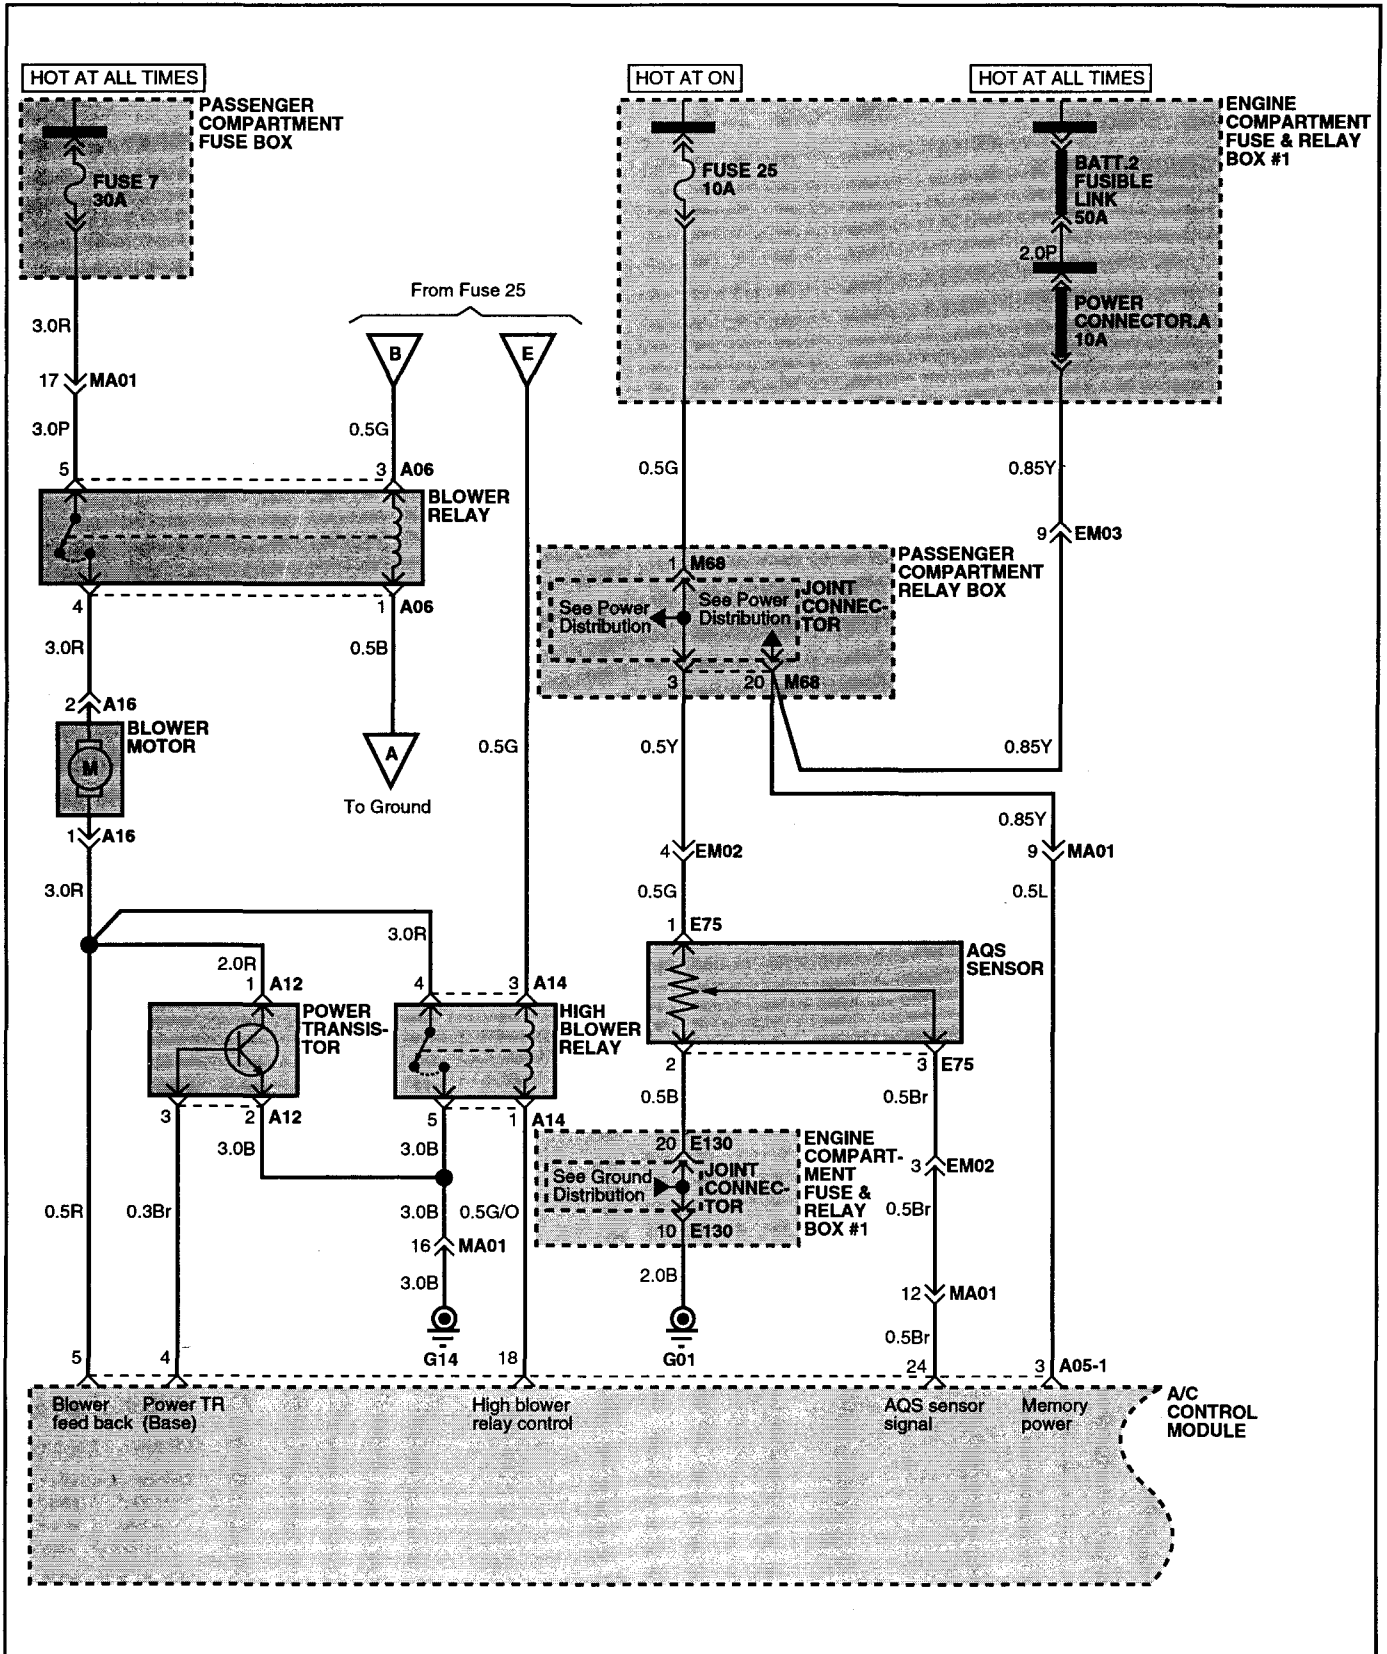 HOT AT ALL TIMES
HOT AT ON
HOT AT ALL TIMES
PASSENGER
COMPARTMENT
FUSE BOX
FUSE 7
30A
FUSE 25
10A
BATT.2
FUSIBLE
LINK
50A
2.0P
POWER
CONNECTOR.A
10A
ENGINE
COMPARTMENT
FUSE & RELAY
BOX #1
From Fuse 25
B
E
3.0R
17
MA01
3.0P
0.5G
5
3
A06
BLOWER
RELAY
4
1
A06
3.0R
0.5B
2
A16
BLOWER
MOTOR
M
1
A16
A
To Ground
0.5G
0.5G
0.85Y
9
EM03
1
M68
PASSENGER
COMPARTMENT
RELAY BOX
See Power
Distribution
See Power
Distribution
JOINT
CONNEC-
TOR
3
20
M68
0.5Y
0.85Y
0.85Y
4
EM02
9
MA01
0.5G
0.5L
3.0R
3.0R
2.0R
1
A12
4
3
A14
POWER
TRANSIS-
TOR
HIGH
BLOWER
RELAY
3
2
A12
5
1
A14
3.0B
3.0B
1
E75
AQS
SENSOR
2
3
E75
0.5B
0.5Br
20
E130
See Ground
Distribution
JOINT
CONNEC-
TOR
10
E130
ENGINE
COMPART-
MENT
FUSE &
RELAY
BOX #1
3
EM02
0.5Br
0.5R
0.3Br
3.0B
0.5G/O
16
MA01
3.0B
2.0B
12
MA01
0.5Br
G14
G01
5
4
18
24
3
A05-1
Blower
feed back
Power TR
(Base)
High blower
relay control
AQS sensor
signal
Memory
power
A/C
CONTROL
MODULE